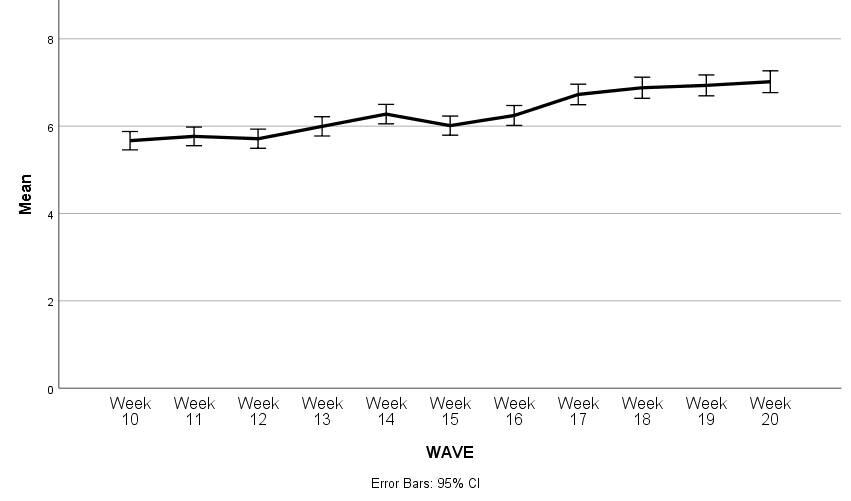 8
6
4
2
0
Mean
Week 10
Week 11
Week 12
Week 13
Week 14
Week 15
Week 16
Week 17
Week 18
Week 19
Week 20
WAVE
Error Bars: 95% CI